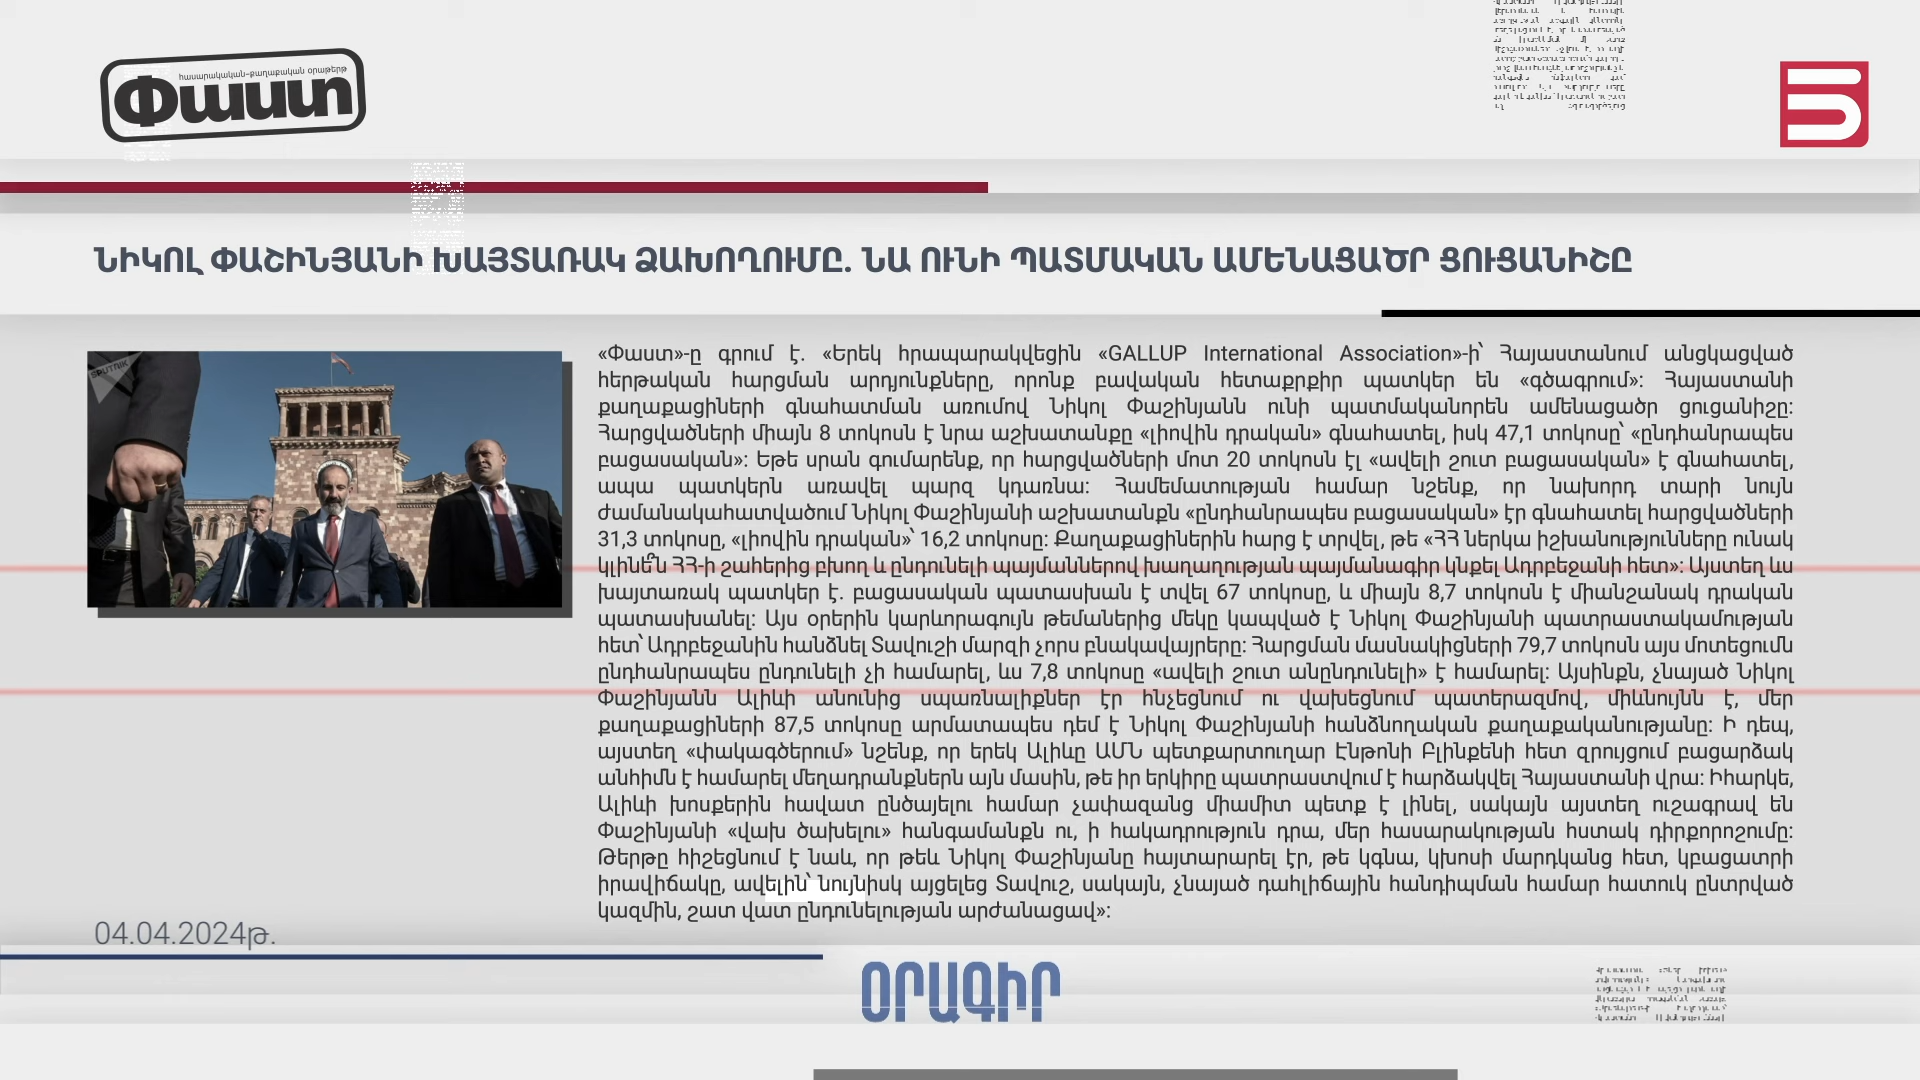 հասարակական-քաղաքական օրաթերթ
Փաստ
ՆԻԿՈԼ ՓԱՇԻՆՅԱՆԻ ԽԱՅՏԱՌԱԿ ՁԱԽՈՂՈՒՄԸ. ՆԱ ՈՒՆԻ ՊԱՏՄԱԿԱՆ ԱՄԵՆԱՑԱԾՐ ՑՈՒՑԱՆԻՇԸ
SPUTNIK
«Փաստ»-ը գրում է. «Երեկ հրապարակվեցին «GALLUP International Association»-ի՝ Հայաստանում անցկացված
հերթական հարցման արդյունքները, որոնք բավական հետաքրքիր պատկեր են «գծագրում»: Հայաստանի
քաղաքացիների գնահատման առումով Նիկոլ Փաշինյանն ունի պատմականորեն ամենացածր ցուցանիշը:
Հարցվածների միայն 8 տոկոսն է նրա աշխատանքը «լիովին դրական» գնահատել, իսկ 47,1 տոկոսը՝ «ընդհանրապես
բացասական»: Եթե սրան գումարենք, որ հարցվածների մոտ 20 տոկոսն էլ «ավելի շուտ բացասական» է գնահատել,
ապա պատկերն առավել պարզ կդառնա: Համեմատության համար նշենք, որ նախորդ տարի նույն
ժամանակահատվածում Նիկոլ Փաշինյանի աշխատանքն «ընդհանրապես բացասական» էր գնահատել հարցվածների
31,3 տոկոսը, «լիովին դրական»՝ 16,2 տոկոսը: Քաղաքացիներին հարց է տրվել, թե «ՀՀ ներկա իշխանությունները ունակ
կլինե՞ն ՀՀ-ի շահերից բխող և ընդունելի պայմաններով խաղաղության պայմանագիր կնքել Ադրբեջանի հետ»: Այստեղ ևս
խայտառակ պատկեր է. բացասական պատասխան է տվել 67 տոկոսը, և միայն 8,7 տոկոսն է միանշանակ դրական
պատասխանել: Այս օրերին կարևորագույն թեմաներից մեկը կապված է Նիկոլ Փաշինյանի պատրաստակամության
հետ՝ Ադրբեջանին հանձնել Տավուշի մարզի չորս բնակավայրերը: Հարցման մասնակիցների 79,7 տոկոսն այս մոտեցումն
ընդհանրապես ընդունելի չի համարել, ևս 7,8 տոկոսը «ավելի շուտ անընդունելի» է համարել: Այսինքն, չնայած Նիկոլ
Փաշինյանն Ալիևի անունից սպառնալիքներ էր հնչեցնում ու վախեցնում պատերազմով, միևնույնն է, մեր
քաղաքացիների 87,5 տոկոսը արմատապես դեմ է Նիկոլ Փաշինյանի հանձնողական քաղաքականությանը: Ի դեպ,
այստեղ «փակագծերում» նշենք, որ երեկ Ալիևը ԱՄՆ պետքարտուղար Էնթոնի Բլինքենի հետ զրույցում բացարձակ
անհիմն է համարել մեղադրանքներն այն մասին, թե իր երկիրը պատրաստվում է հարձակվել Հայաստանի վրա: Իհարկե,
Ալիևի խոսքերին հավատ ընծայելու համար չափազանց միամիտ պետք է լինել, սակայն այստեղ ուշագրավ են
Փաշինյանի «վախ ծախելու» հանգամանքն ու, ի հակադրություն դրա, մեր հասարակության հստակ դիրքորոշումը:
Թերթը հիշեցնում է նաև, որ թեև Նիկոլ Փաշինյանը հայտարարել էր, թե կգնա, կխոսի մարդկանց հետ, կբացատրի
իրավիճակը, ավելին՝ նույնիսկ այցելեց Տավուշ, սակայն, չնայած դահլիճային հանդիպման համար հատուկ ընտրված
կազմին, շատ վատ ընդունելության արժանացավ»:
04.04.2024թ.
ՕՐԱԳԻՐ